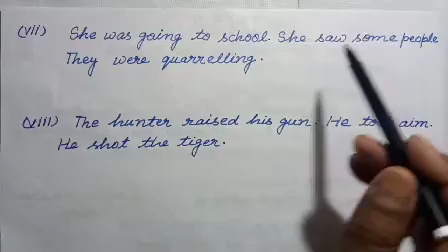 (vii) She was going to school. She saw some people
They were quarrelling.
(viii) The hunter raised his gun. He aim.
He shot the tiger.